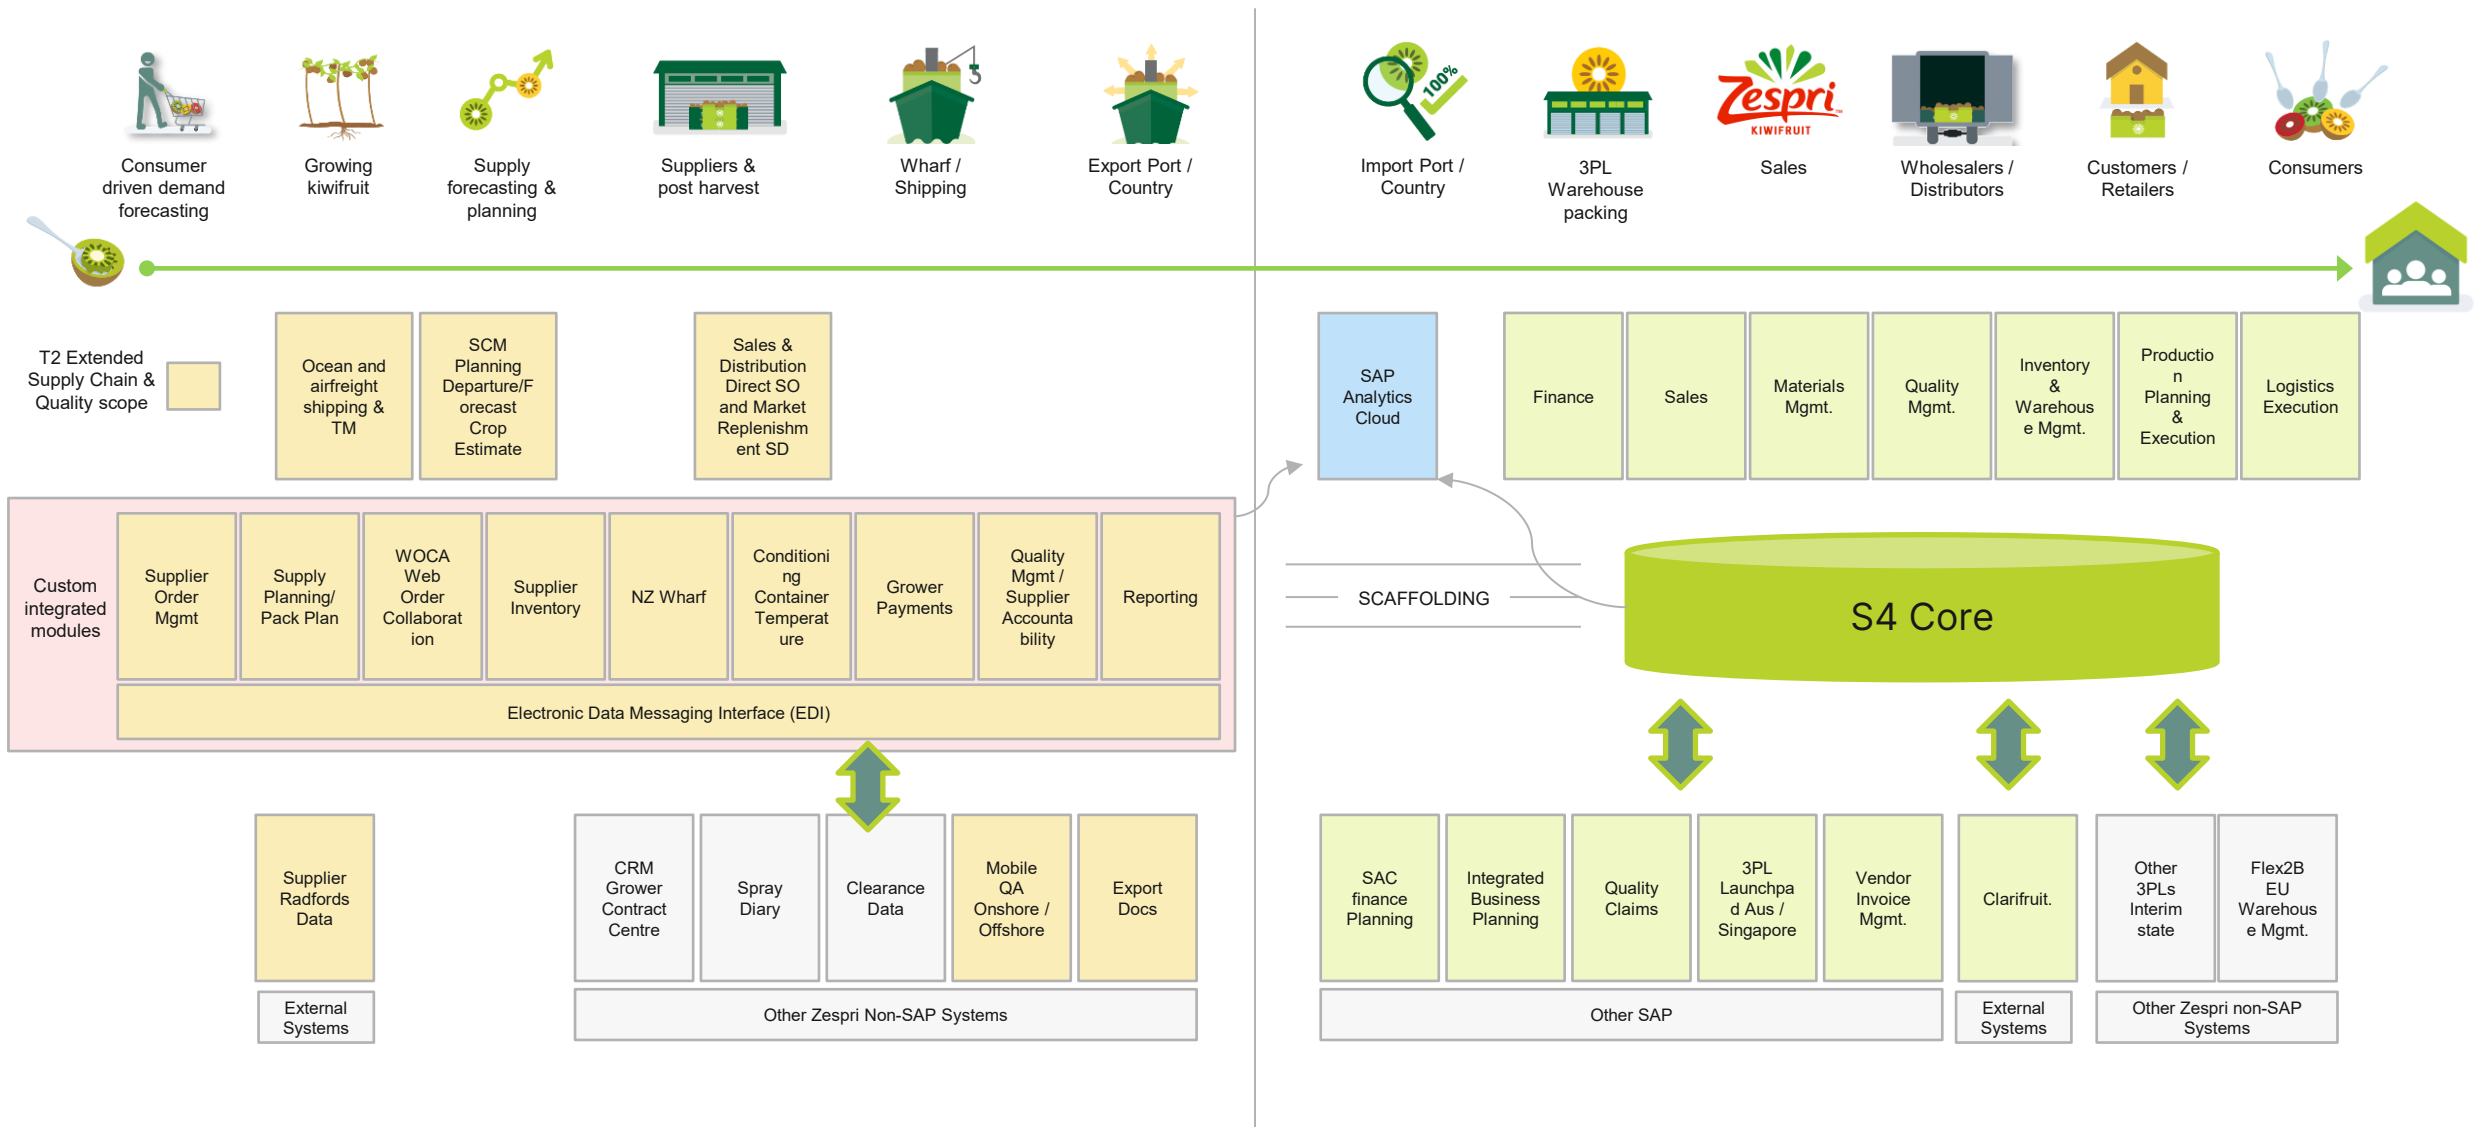 Consumer
driven demand
forecasting
Growing
kiwifruit
Supply
forecasting &
planning
Suppliers &
post harvest
Wharf /
Shipping
Export Port /
Country
100%
Import Port /
Country
3PL
Warehouse
packing
Zespri™
KIWIFRUIT
Sales
Wholesalers /
Distributors
Customers /
Retailers
Consumers
T2 Extended
Supply Chain &
Quality scope
Ocean and
airfreight
shipping &
TM
SCM
Planning
Departure/F
orecast
Crop
Estimate
Sales &
Distribution
Direct SO
and Market
Replenishm
ent SD
SAP
Analytics
Cloud
Finance
Sales
Materials
Mgmt.
Quality
Mgmt.
Inventory
&
Warehous
e Mgmt.
Productio
n
Planning
&
Execution
Logistics
Execution
Custom
integrated
modules
Supplier
Order
Mgmt
Supply
Planning/
Pack Plan
WOCA
Web
Order
Collaborat
ion
Supplier
Inventory
NZ Wharf
Conditioni
ng
Container
Temperat
ure
Grower
Payments
Quality
Mgmt /
Supplier
Accounta
bility
Reporting
Electronic Data Messaging Interface (EDI)
SCAFFOLDING
S4 Core
Supplier
Radfords
Data
External
Systems
CRM
Grower
Contract
Centre
Spray
Diary
Clearance
Data
Mobile
QA
Onshore /
Offshore
Export
Docs
Other Zespri Non-SAP Systems
SAC
finance
Planning
Integrated
Business
Planning
Quality
Claims
3PL
Launchpa
d Aus /
Singapore
Vendor
Invoice
Mgmt.
Other SAP
Clarifruit.
External
Systems
Other
3PLs
Interim
state
Flex2B
EU
Warehous
e Mgmt.
Other Zespri non-SAP
Systems